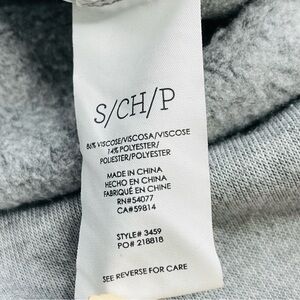 S/CH/P
86% VISCOSE/VISCOSA/VISCOSE
14% POLYESTER/
POLIESTER/POLYESTER
MADE IN CHINA
HECHO EN CHINA
FABRIQUÉ EN CHINE
RN#54077
CA#59814
STYLE# 3459
PO# 218818
SEE REVERSE FOR CARE